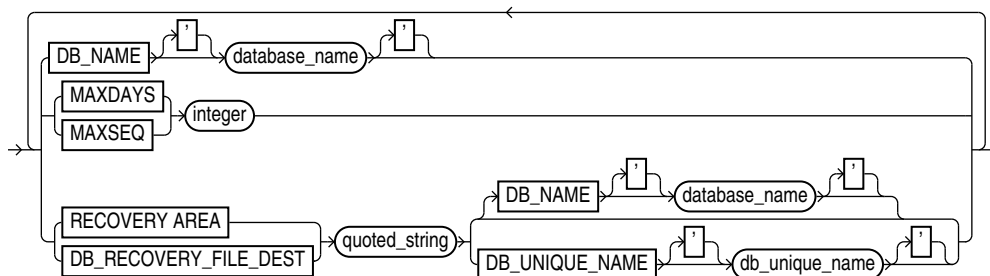 ' '
DB_NAME database_name
MAXDAYS
integer
MAXSEQ
' '
DB_NAME database_name
RECOVERY AREA
quoted_string ' '
DB_RECOVERY_FILE_DEST DB_UNIQUE_NAME db_unique_name